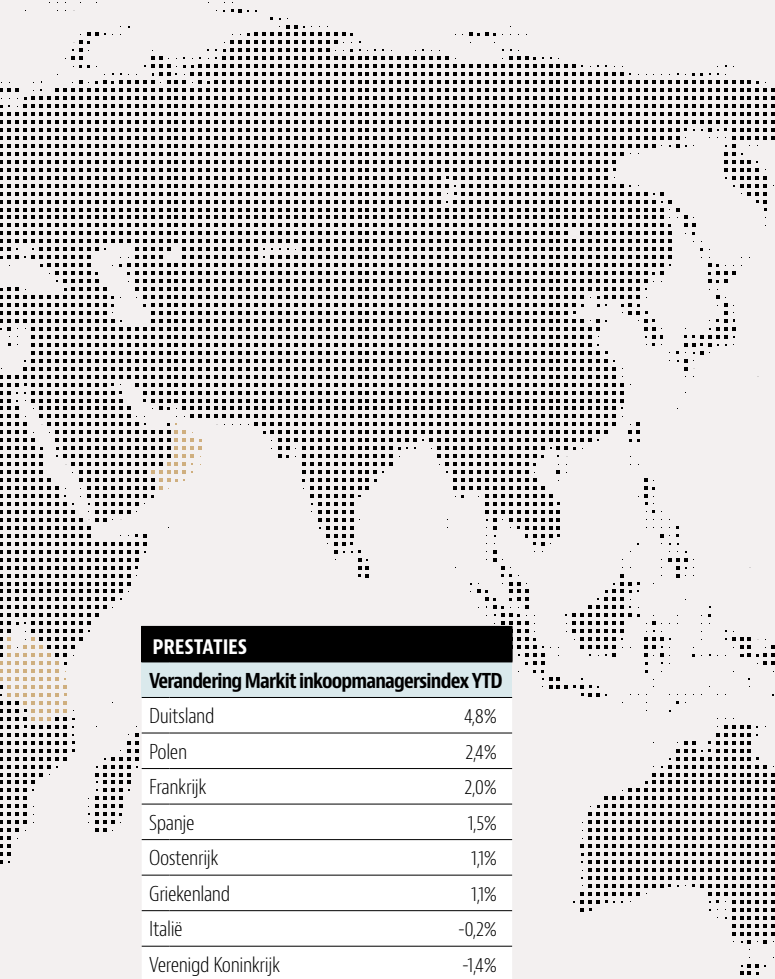 PRESTATIES
Verandering Markit inkoopmanagersindex YTD
Duitsland 4,8%
Polen 2,4%
Frankrijk 2,0%
Spanje 1,5%
Oostenrijk 1,1%
Griekenland 1,1%
Italië -0,2%
Verenigd Koninkrijk -1,4%